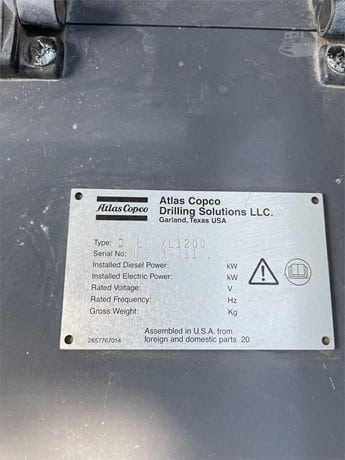 Atlas Copco
Atlas Copco
Drilling Solutions LLC.
Garland, Texas USA
Type: XL1200
Serial No:
Installed Diesel Power: kW
Installed Electric Power: kW
Rated Voltage: V
Rated Frequency: Hz
Gross Weight: Kg
Assembled in U.S.A. from
2657767014 foreign and domestic parts 20